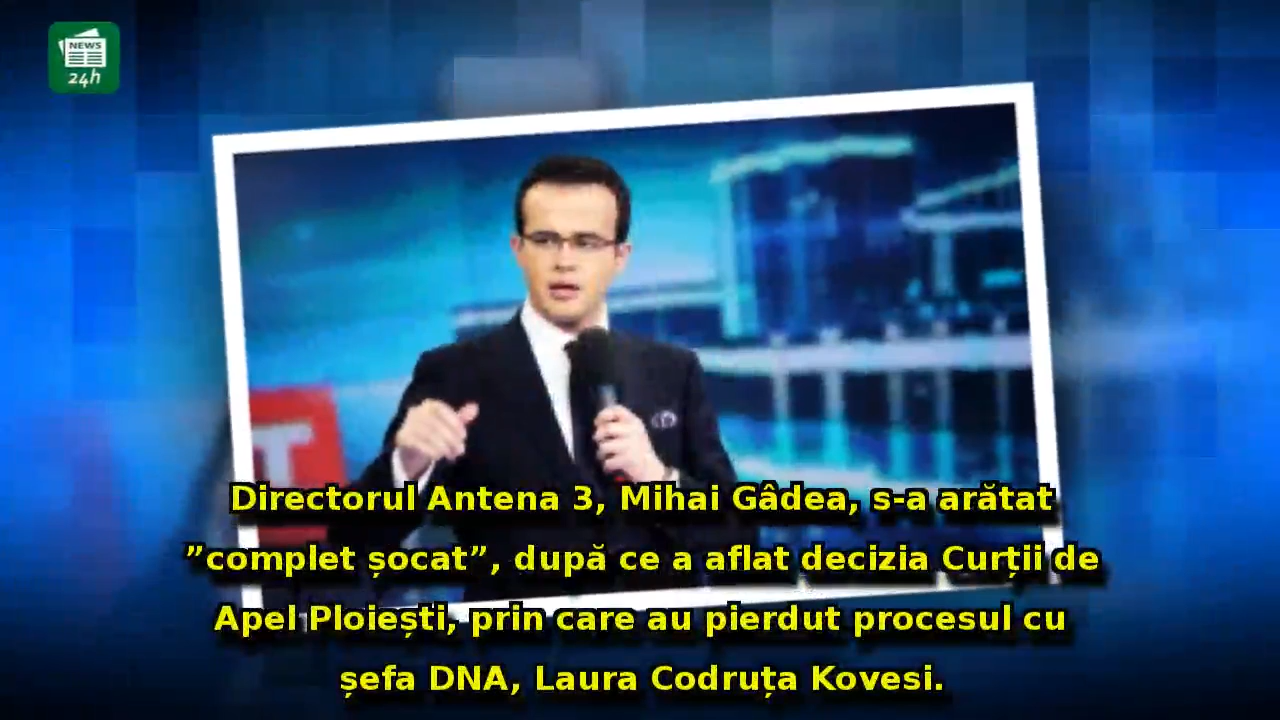 NEWS
24h
T
Directorul Antena 3, Mihai Gâdea, s-a arătat
”complet șocat”, după ce a aflat decizia Curții de
Apel Ploiești, prin care au pierdut procesul cu
șefa DNA, Laura Codruța Kovesi.